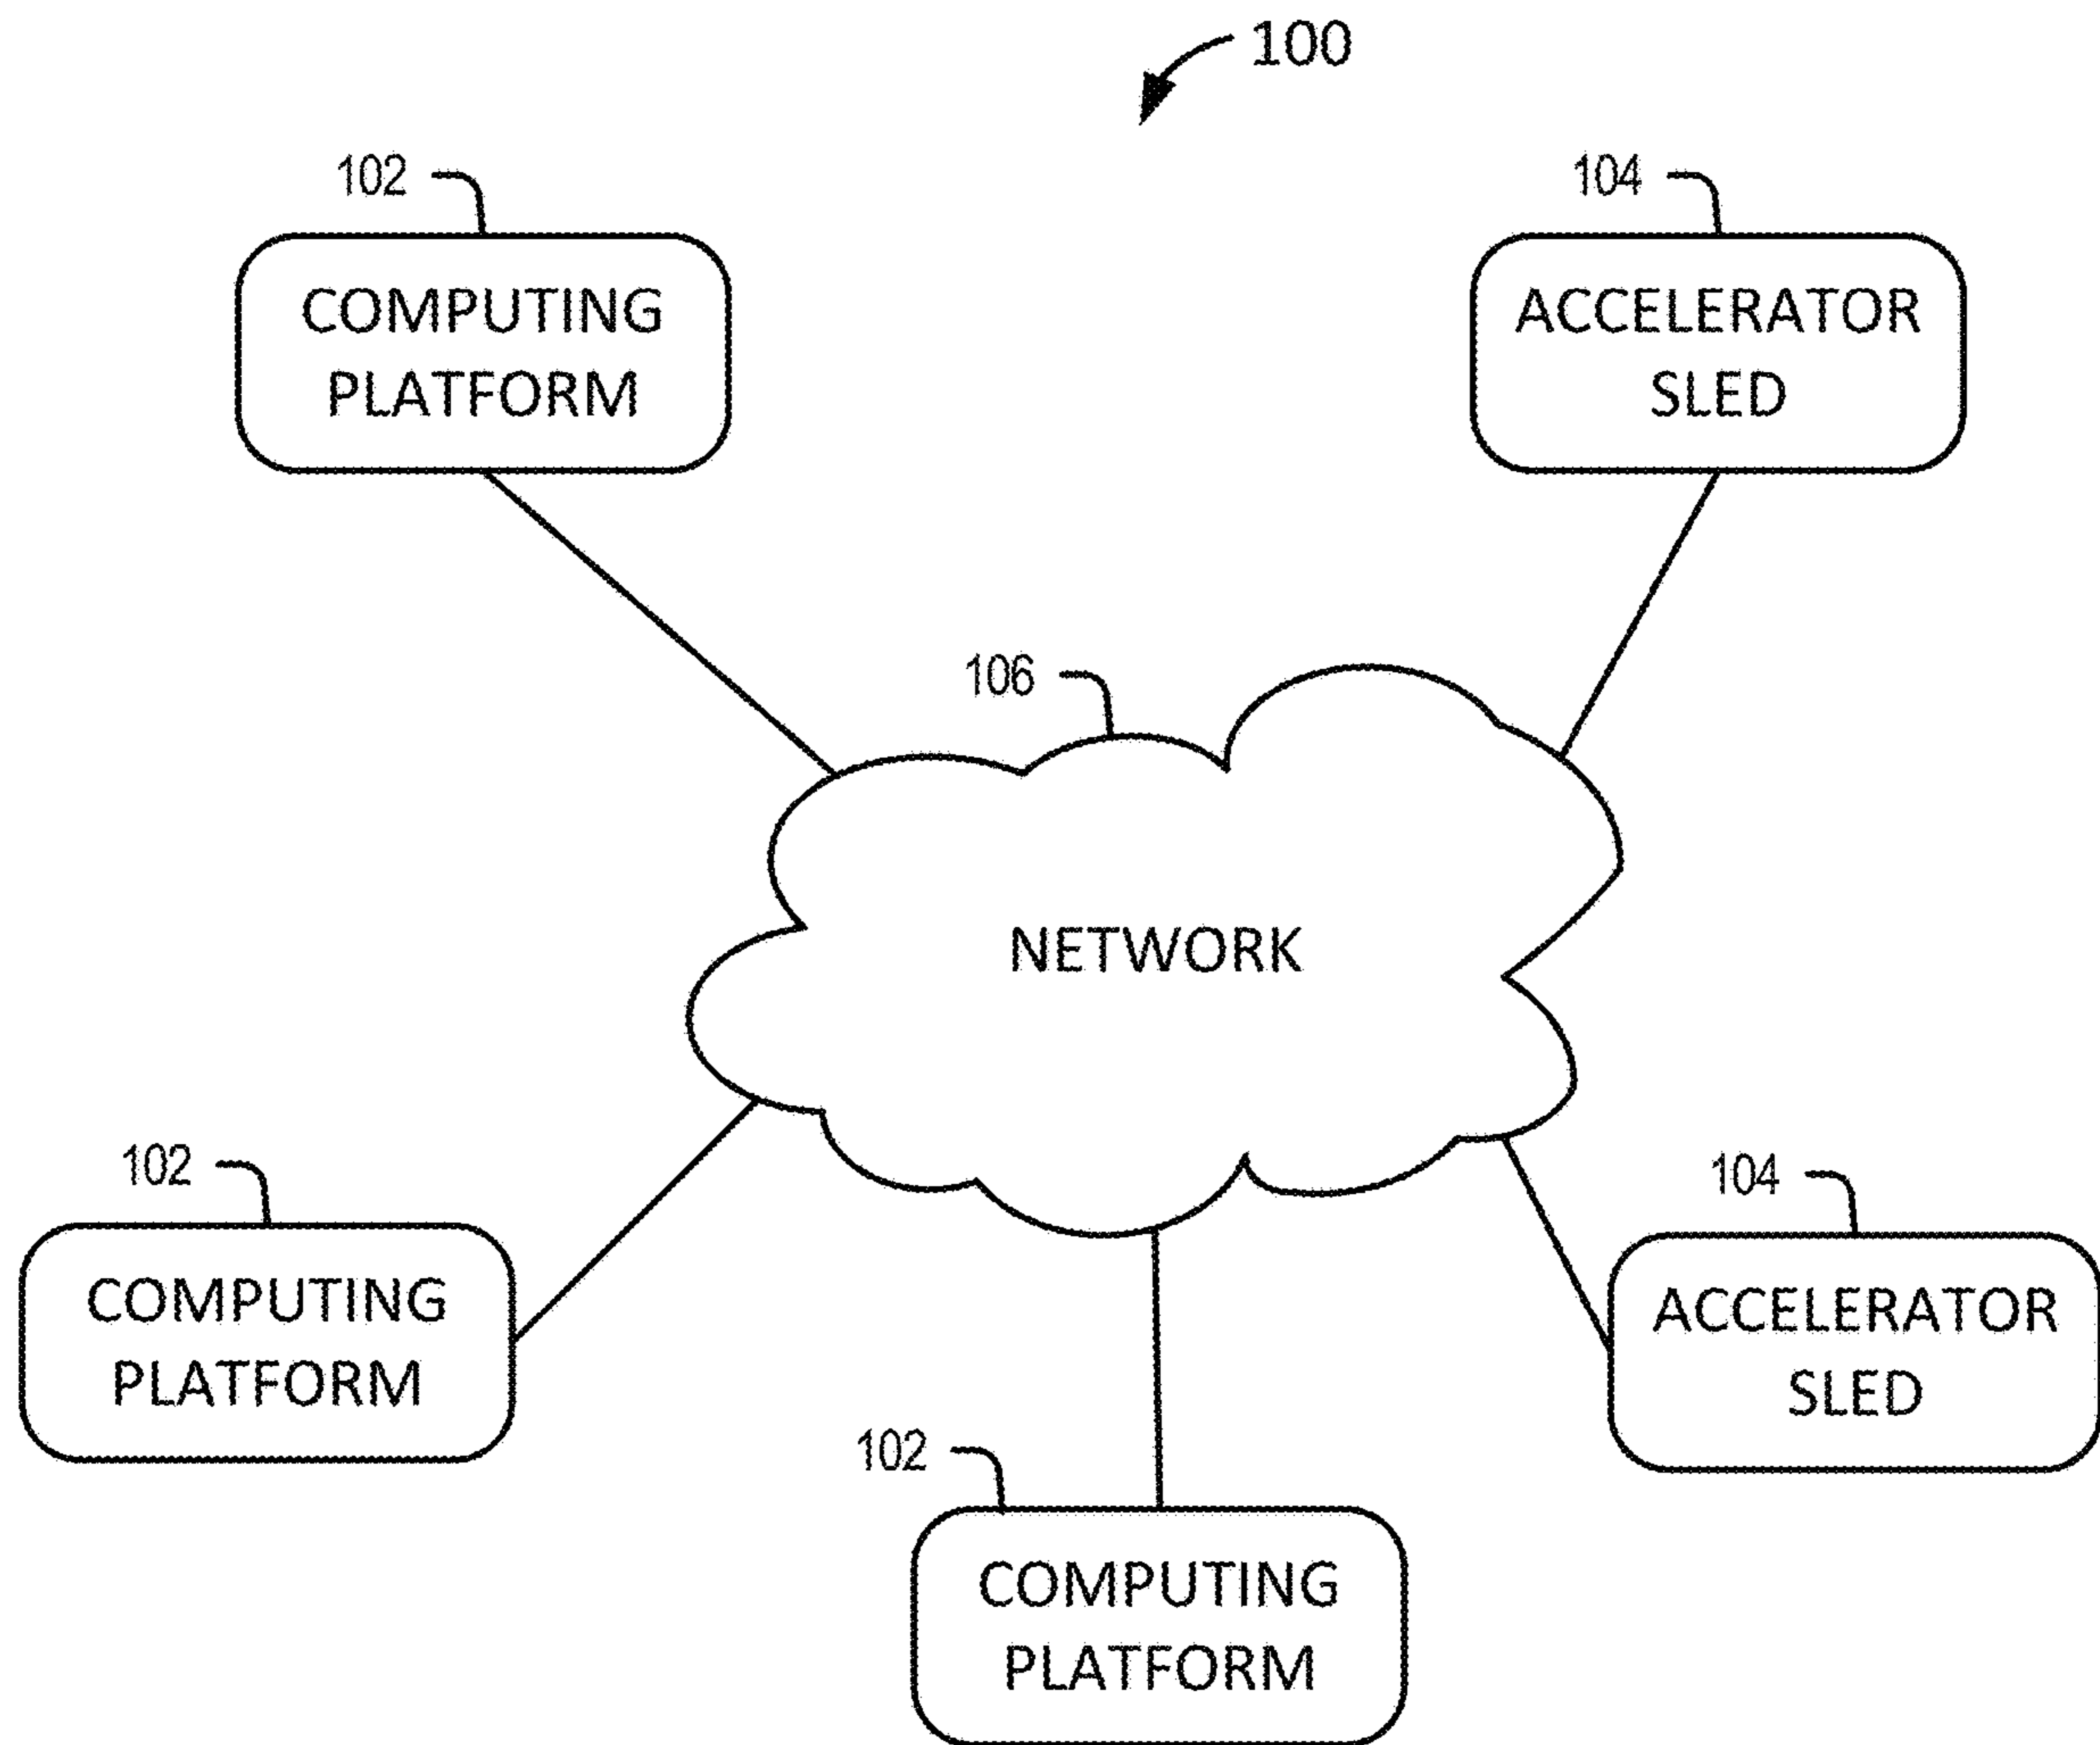 100
102
COMPUTING
PLATFORM
104
ACCELERATOR
SLED
106
NETWORK
102
COMPUTING
PLATFORM
104
ACCELERATOR
SLED
102
COMPUTING
PLATFORM